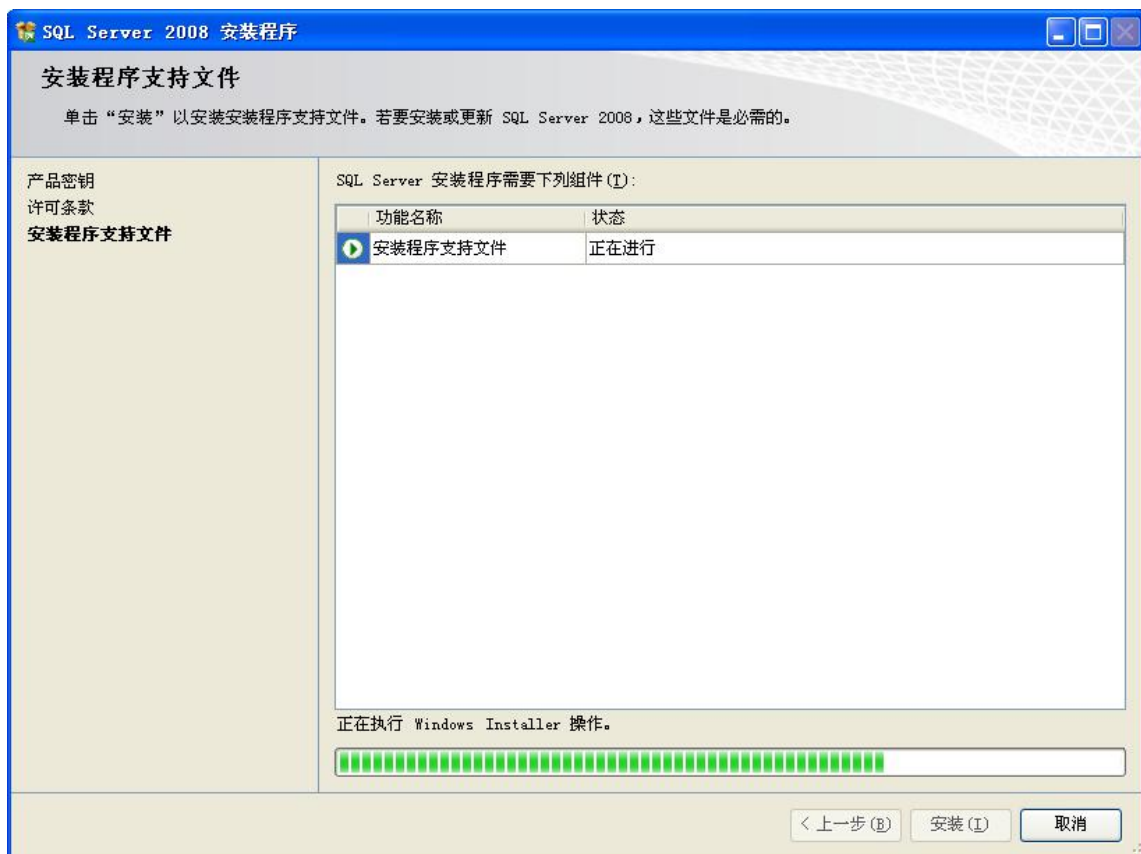 SQL Server 2008 安装程序
安装程序支持文件
单击“安装”以安装安装程序支持文件。若要安装或更新 SQL Server 2008，这些文件是必需的。
产品密钥
许可条款
安装程序支持文件
SQL Server 安装程序需要下列组件(T):
功能名称 状态
安装程序支持文件 正在进行
正在执行 Windows Installer 操作。
< 上一步(B) 安装(I) 取消